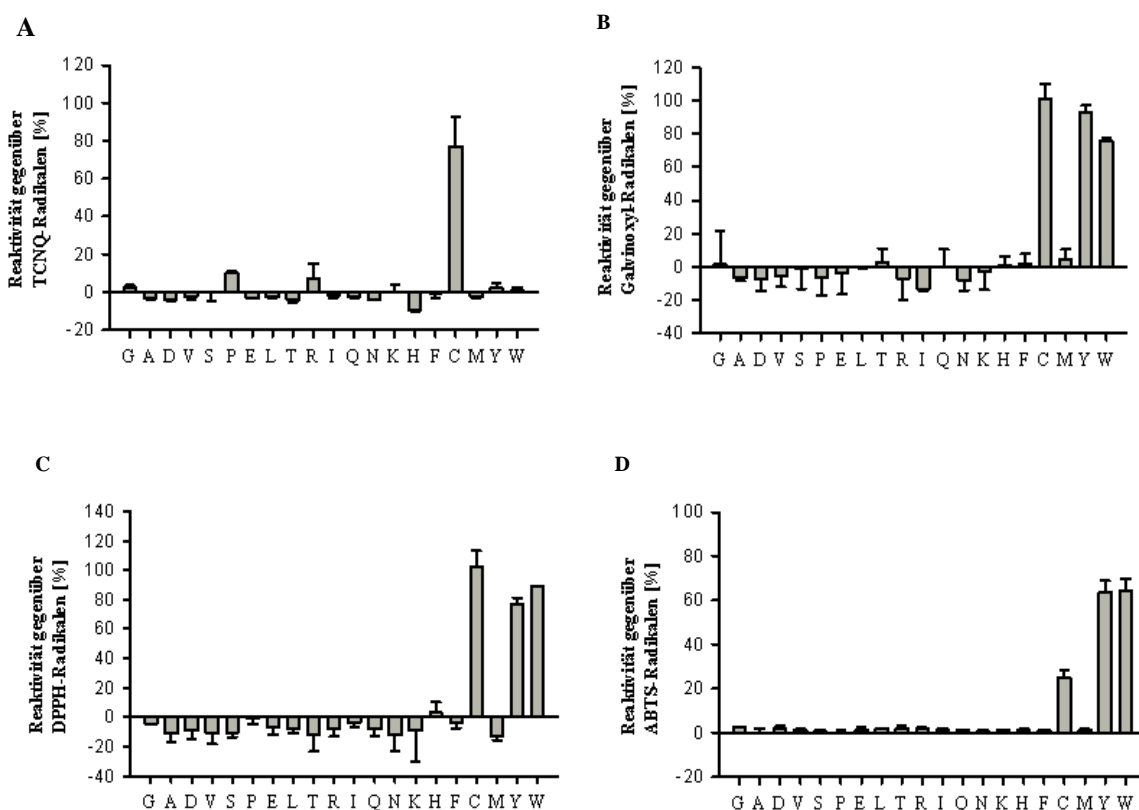 A
Reaktivität gegenüber
TCNQ-Radikalen [%]
120
100
80
60
40
20
0
-20
G A D V S P E L T R I Q N K H F C M Y W
B
Reaktivität gegenüber
Galvinoxyl-Radikalen [%]
120
100
80
60
40
20
0
-20
-40
G A D V S P E L T R I Q N K H F C M Y W
C
Reaktivität gegenüber
DPPH-Radikalen [%]
140
120
100
80
60
40
20
0
-20
-40
G A D V S P E L T R I Q N K H F C M Y W
D
Reaktivität gegenüber
ABTS-Radikalen [%]
100
80
60
40
20
0
-20
G A D V S P E L T R I Q N K H F C M Y W